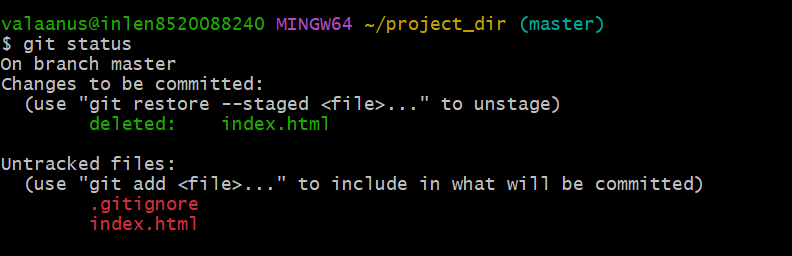 valaanus@inlen8520088240 MINGW64 ~/project_dir (master)
$ git status
On branch master
Changes to be committed:
  (use "git restore --staged <file>..." to unstage)
        deleted:    index.html

Untracked files:
  (use "git add <file>..." to include in what will be committed)
        .gitignore
        index.html